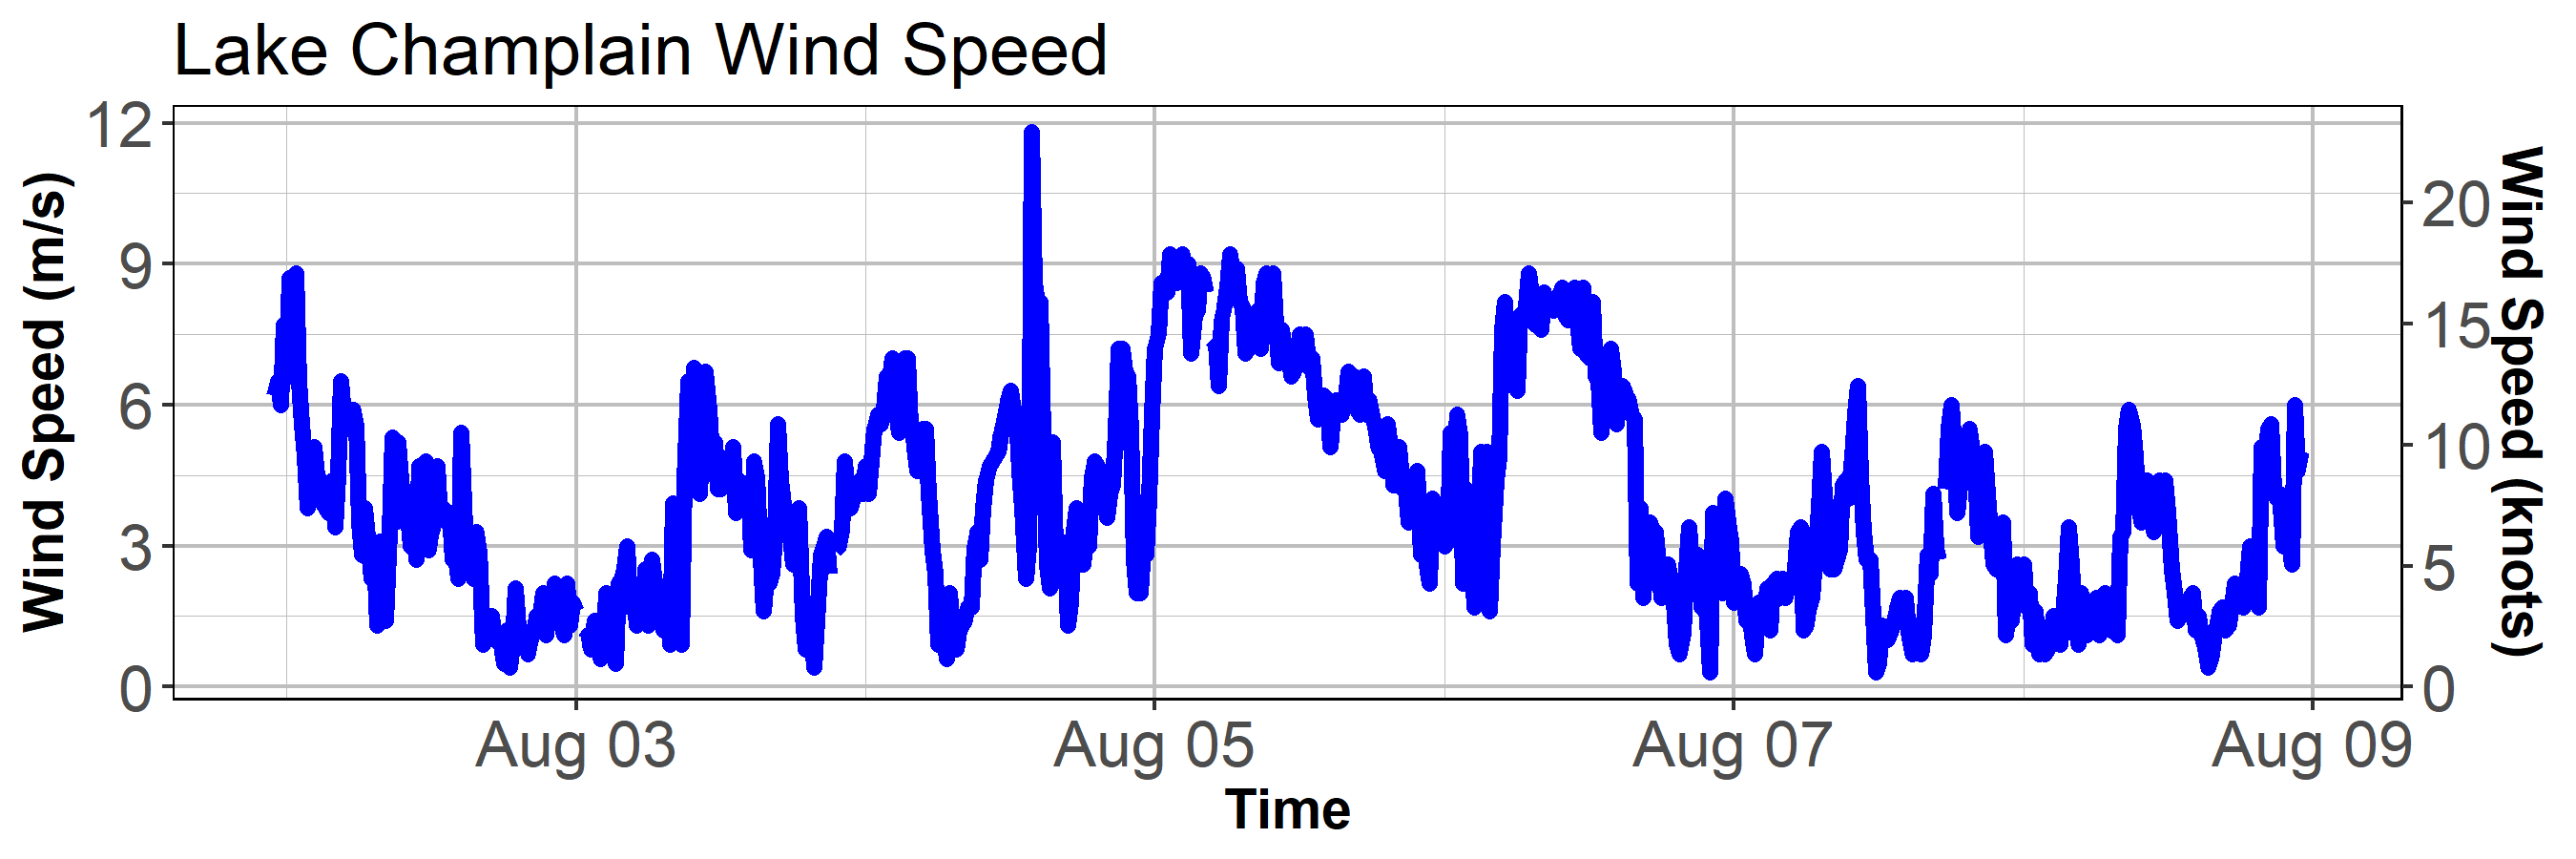 Lake Champlain Wind Speed
Wind Speed (m/s)
12
9
6
3
0
20
15
10
5
0
Wind Speed (knots)
Aug 03 Aug 05 Aug 07 Aug 09
Time